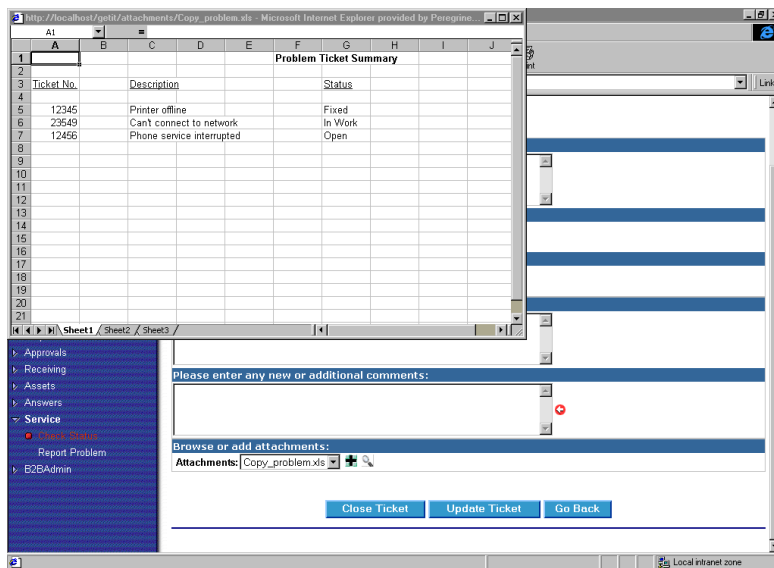 http://localhost/getit/attachments/Copy_problem.xls - Microsoft Internet Explorer provided by Peregrine...
A1 =
A B C D E F G H I J
1 Problem Ticket Summary
2
3 Ticket No. Description Status
4
5 12345 Printer offline Fixed
6 23549 Can't connect to network In Work
7 12456 Phone service interrupted Open
8
9
10
11
12
13
14
15
16
17
18
19
20
21
Sheet1 Sheet2 Sheet3
Link
Approvals
Receiving
Assets
Answers
Service
Check Status
Report Problem
B2BAdmin
Please enter any new or additional comments:
Browse or add attachments:
Attachments: Copy_problem.xls
Close Ticket Update Ticket Go Back
Local intranet zone